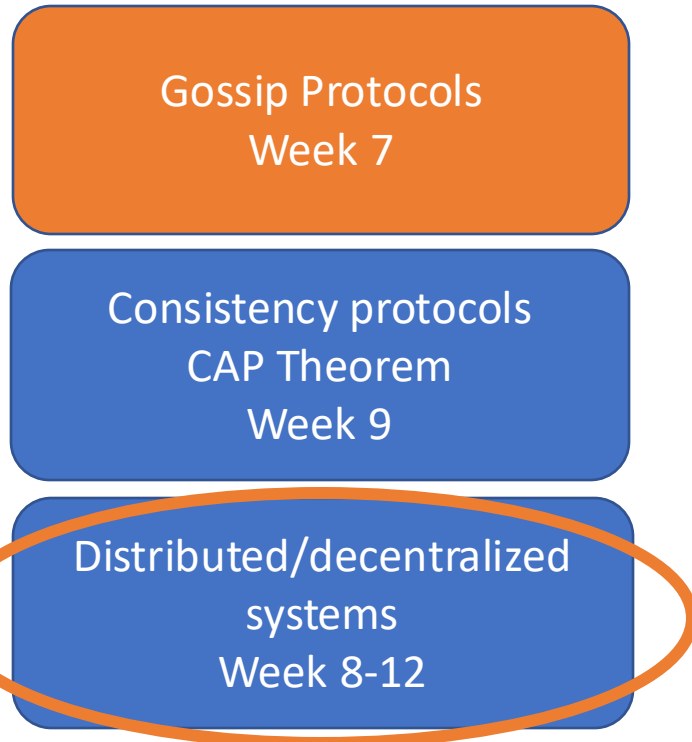 Gossip Protocols
Week 7
Consistency protocols
CAP Theorem
Week 9
Distributed/decentralized
systems
Week 8-12